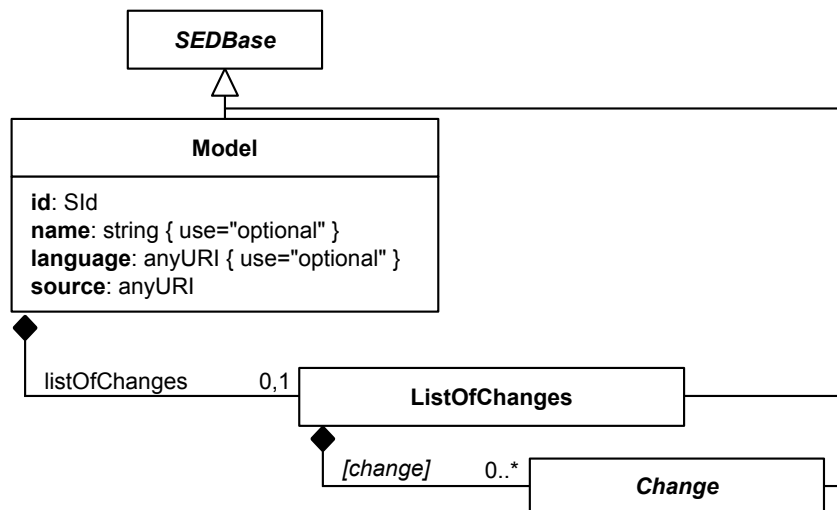 SEDBase
Model
id: SId
name: string { use="optional" }
language: anyURI { use="optional" }
source: anyURI
listOfChanges 0,1
ListOfChanges
[change] 0..*
Change